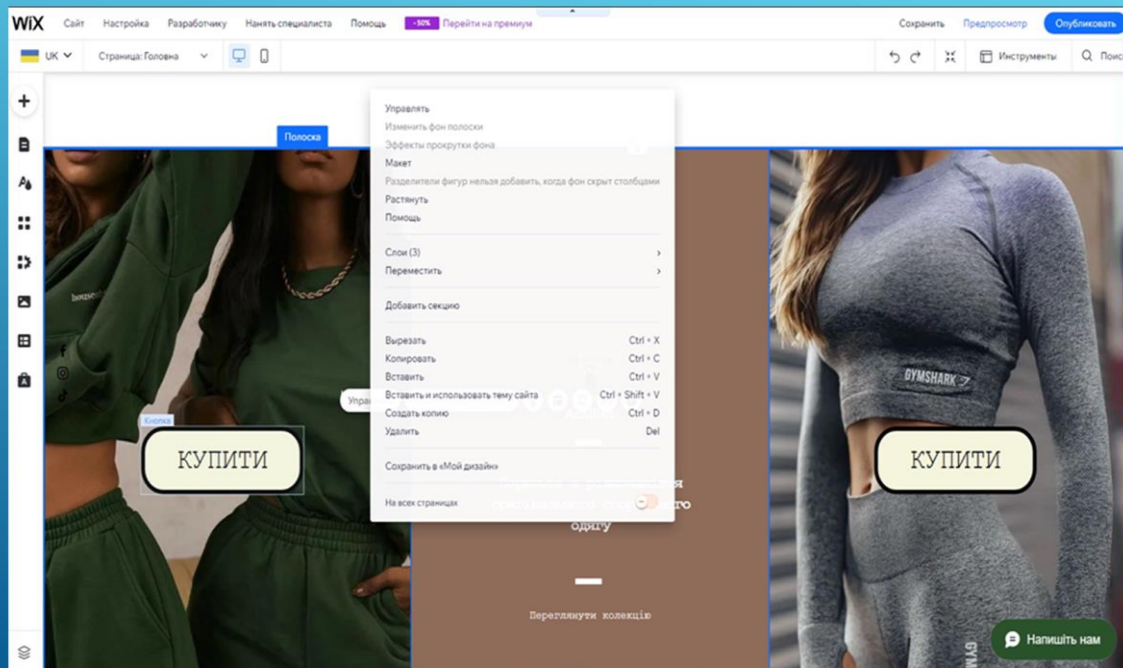 WiX Сайт Настройка Разработчику Нанять специалиста Помощь -50% Перейти на премиум Сохранить Предпросмотр Опубликовать
UK Страница: Головна Инструменты
Полоска
Управлять
Изменить фон полоски
Эффекты прокрутки фона
Макет
Разделители фигур нельзя добавить, когда фон скрыт столбцами
Растянуть
Помощь
Слои (3)
Переместить
Добавить секцию
Вырезать Ctrl + X
Копировать Ctrl + C
Вставить Ctrl + V
Вставить и использовать тему сайта Ctrl + Shift + V
Создать копию Ctrl + D
Удалить Del
Сохранить в «Мой дизайн»
На всех страницах
GYMSHARK
Кнопка
КУПИТИ
КУПИТИ
одягу
Переглянути колекцію
Напишіть нам